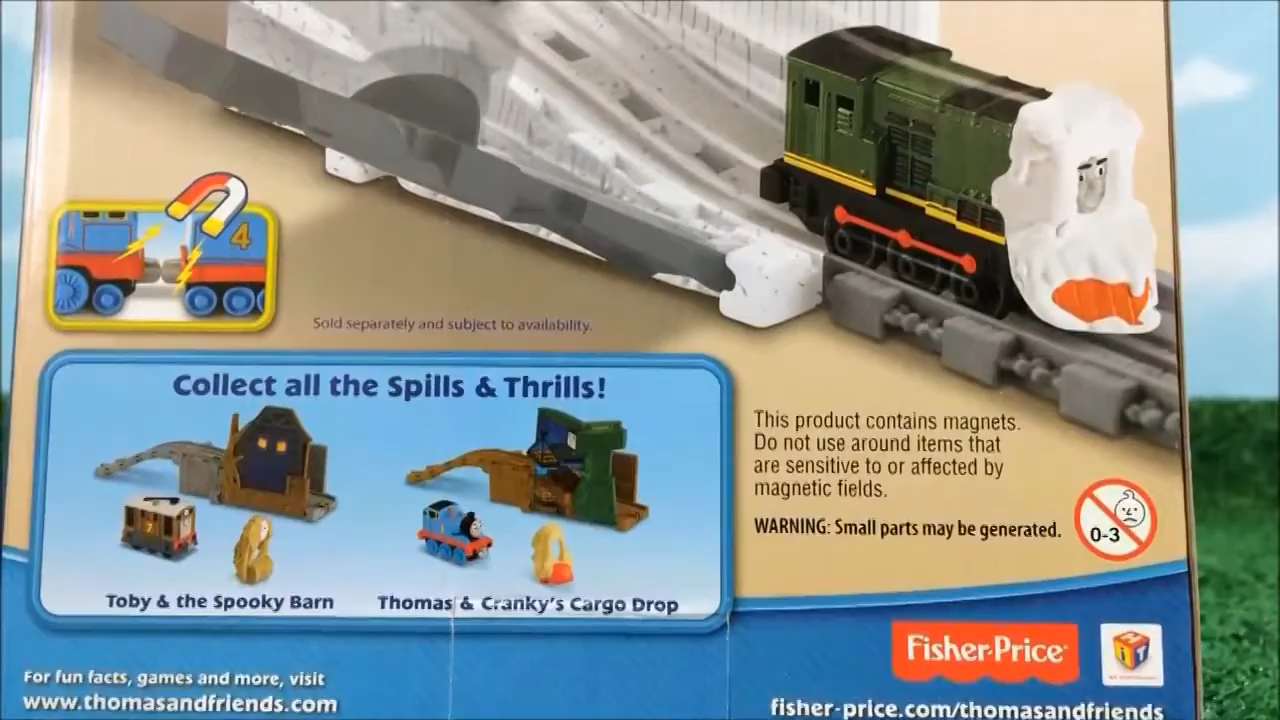 4
Sold separately and subject to availability.
Collect all the Spills & Thrills!
7
Toby & the Spooky Barn
Thomas & Cranky's Cargo Drop
This product contains magnets.
Do not use around items that
are sensitive to or affected by
magnetic fields.
WARNING: Small parts may be generated.
0-3
For fun facts, games and more, visit
www.thomasandfriends.com
Fisher-Price
HiT
fisher-price.com/thomasandfriends